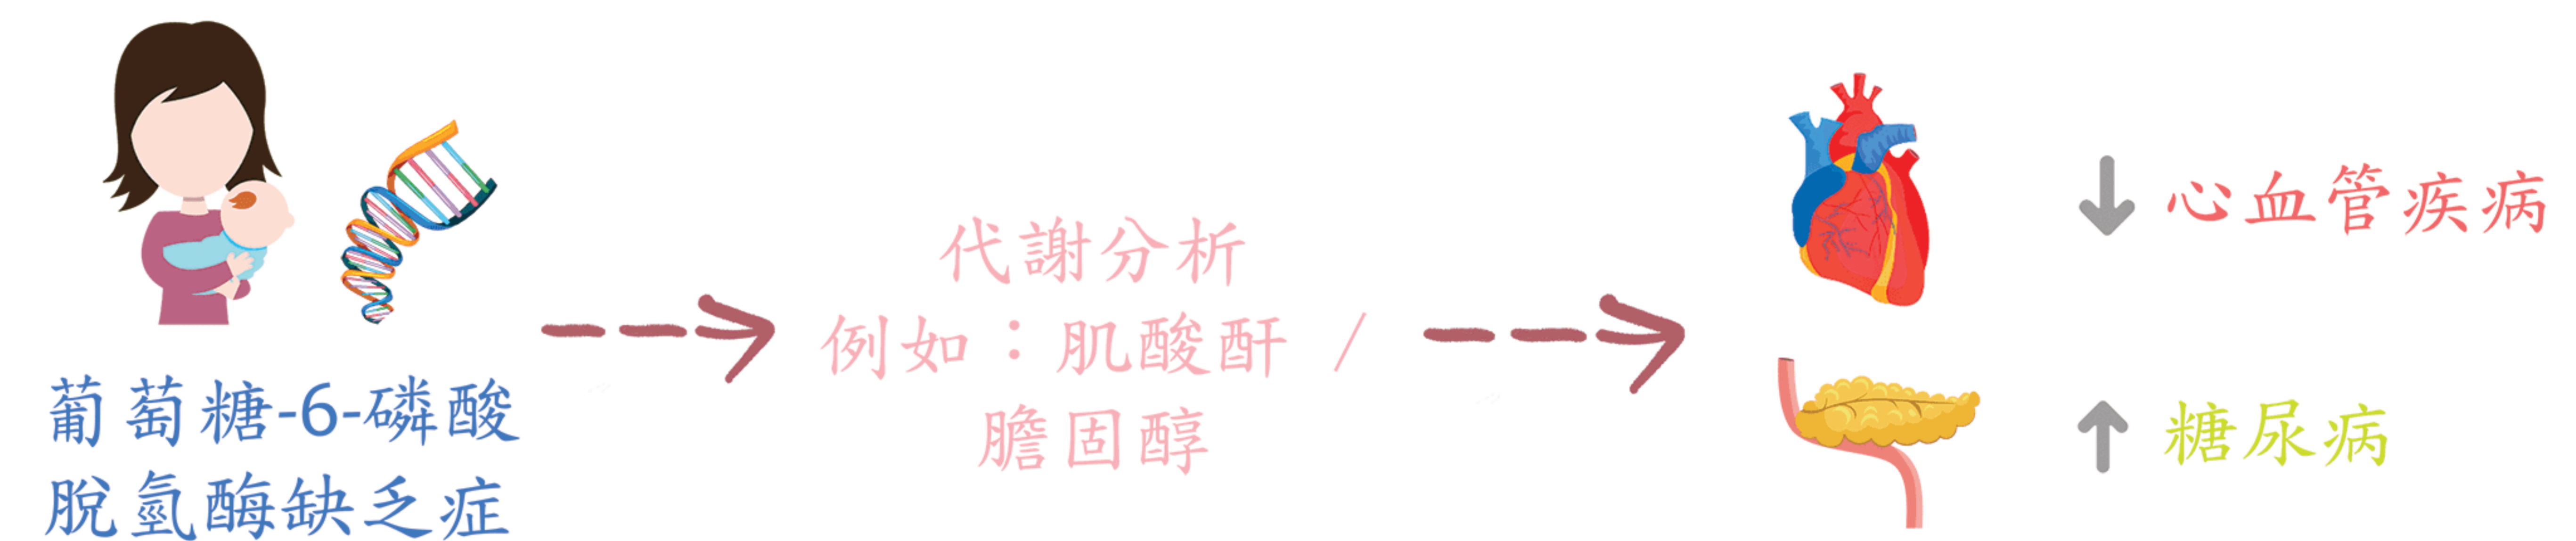 葡萄糖-6-磷酸
脫氫酶缺乏症
代謝分析
例如：肌酸酐 /
膽固醇
心血管疾病
糖尿病